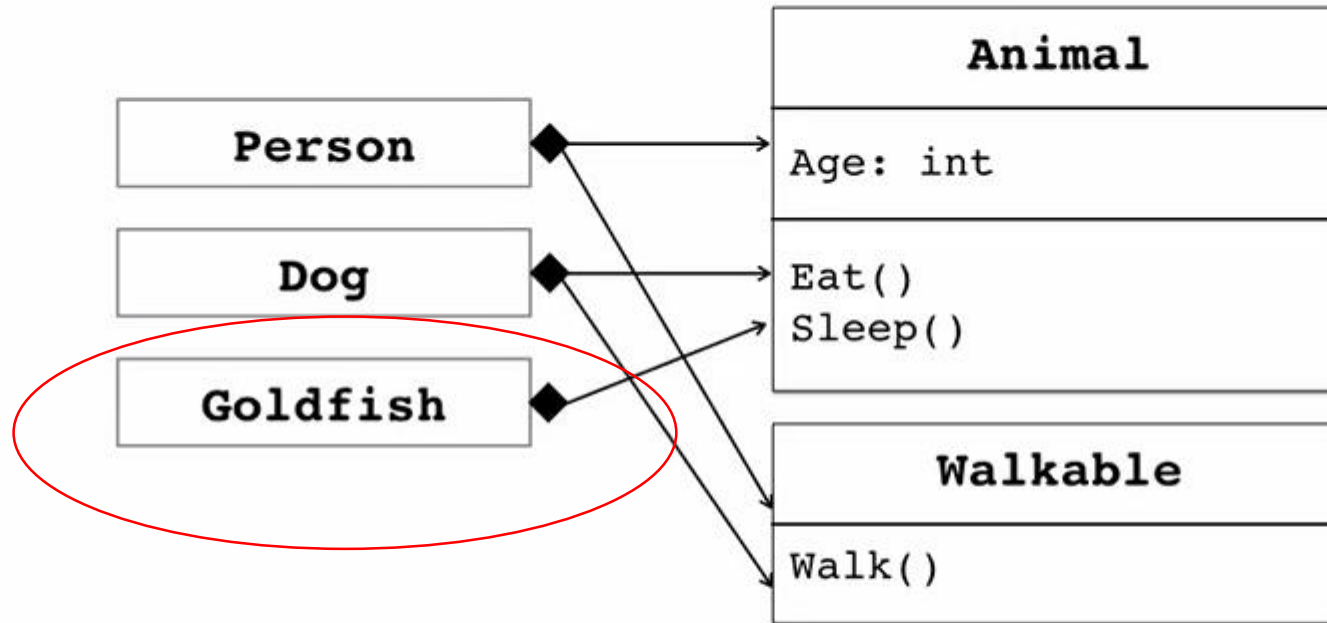 Person
Dog
Goldfish
Animal
Age: int
Eat()
Sleep()
Walkable
Walk()